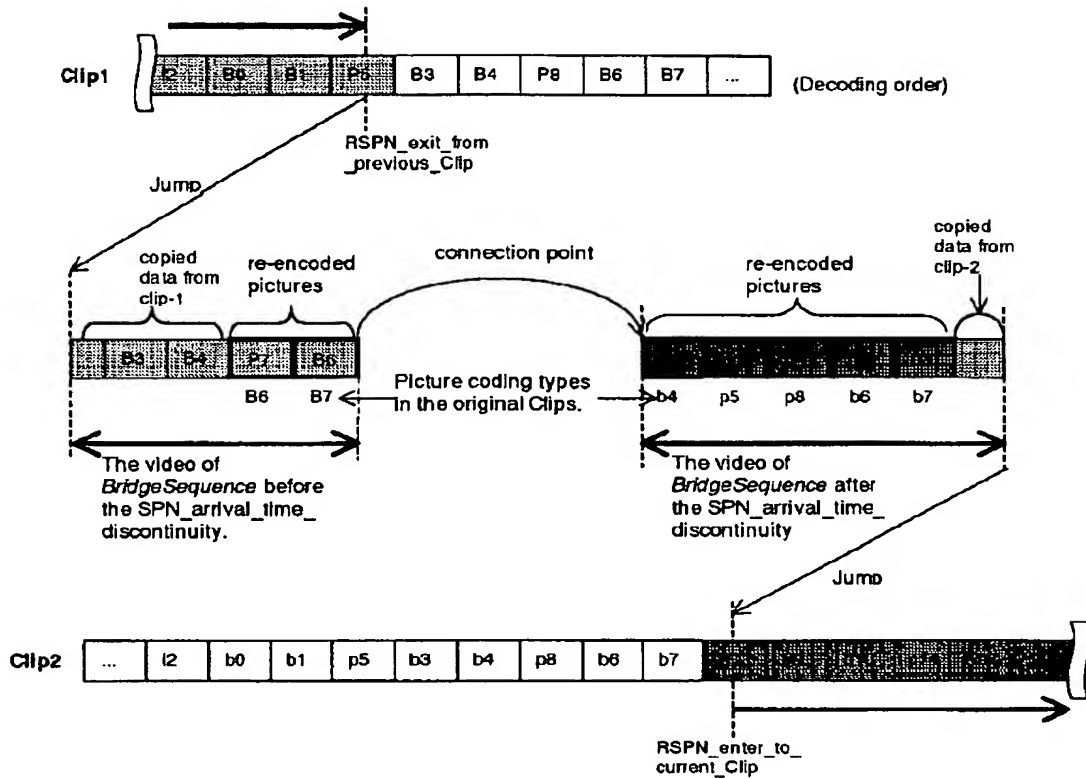 Clip1
I2 B0 B1 P5 B3 B4 P8 B6 B7 ...
(Decoding order)
RSPN_exit_from
_previous_Clip
Jump
copied
data from
clip-1
re-encoded
pictures
connection point
re-encoded
pictures
copied
data from
clip-2
B3 B4 P7 B6
B6 B7
Picture coding types
in the original Clips.
b4 p5 p8 b6 b7
The video of
BridgeSequence before
the SPN_arrival_time_
discontinuity.
The video of
BridgeSequence after
the SPN_arrival_time_
discontinuity
Jump
Clip2
... I2 b0 b1 p5 b3 b4 p8 b6 b7
RSPN_enter_to_
current_Clip